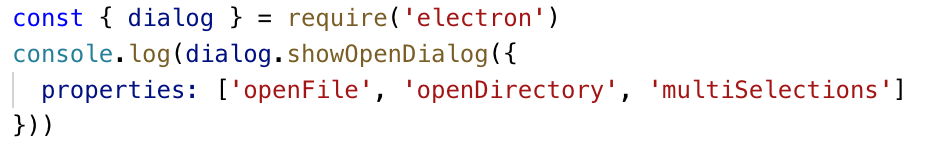 const { dialog } = require('electron')
console.log(dialog.showOpenDialog({
  properties: ['openFile', 'openDirectory', 'multiSelections']
}))